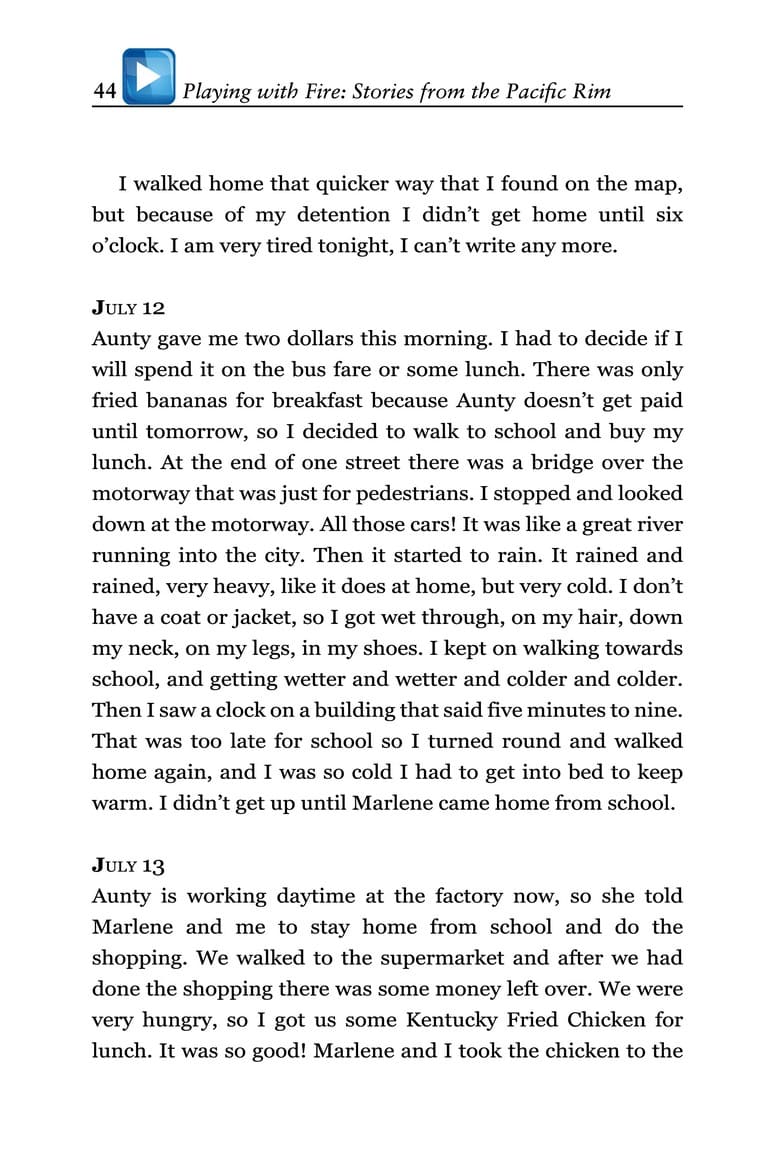 44 Playing with Fire: Stories from the Pacific Rim
I walked home that quicker way that I found on the map,
but because of my detention I didn’t get home until six
o’clock. I am very tired tonight, I can’t write any more.
July 12
Aunty gave me two dollars this morning. I had to decide if I
will spend it on the bus fare or some lunch. There was only
fried bananas for breakfast because Aunty doesn’t get paid
until tomorrow, so I decided to walk to school and buy my
lunch. At the end of one street there was a bridge over the
motorway that was just for pedestrians. I stopped and looked
down at the motorway. All those cars! It was like a great river
running into the city. Then it started to rain. It rained and
rained, very heavy, like it does at home, but very cold. I don’t
have a coat or jacket, so I got wet through, on my hair, down
my neck, on my legs, in my shoes. I kept on walking towards
school, and getting wetter and wetter and colder and colder.
Then I saw a clock on a building that said five minutes to nine.
That was too late for school so I turned round and walked
home again, and I was so cold I had to get into bed to keep
warm. I didn’t get up until Marlene came home from school.
July 13
Aunty is working daytime at the factory now, so she told
Marlene and me to stay home from school and do the
shopping. We walked to the supermarket and after we had
done the shopping there was some money left over. We were
very hungry, so I got us some Kentucky Fried Chicken for
lunch. It was so good! Marlene and I took the chicken to the